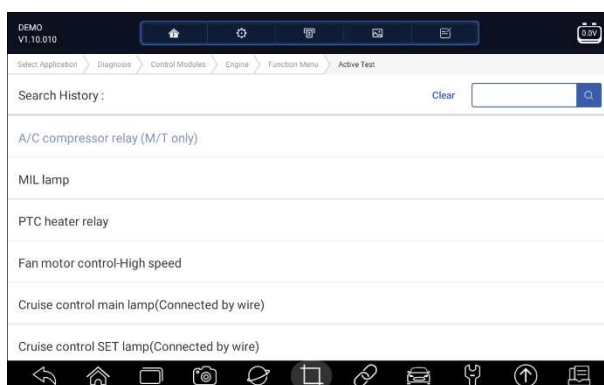 DEMO
V1.10.010
0.0V
Select Application Diagnosis Control Modules Engine Function Menu Active Test
Search History : Clear
A/C compressor relay (M/T only)
MIL lamp
PTC heater relay
Fan motor control-High speed
Cruise control main lamp(Connected by wire)
Cruise control SET lamp(Connected by wire)